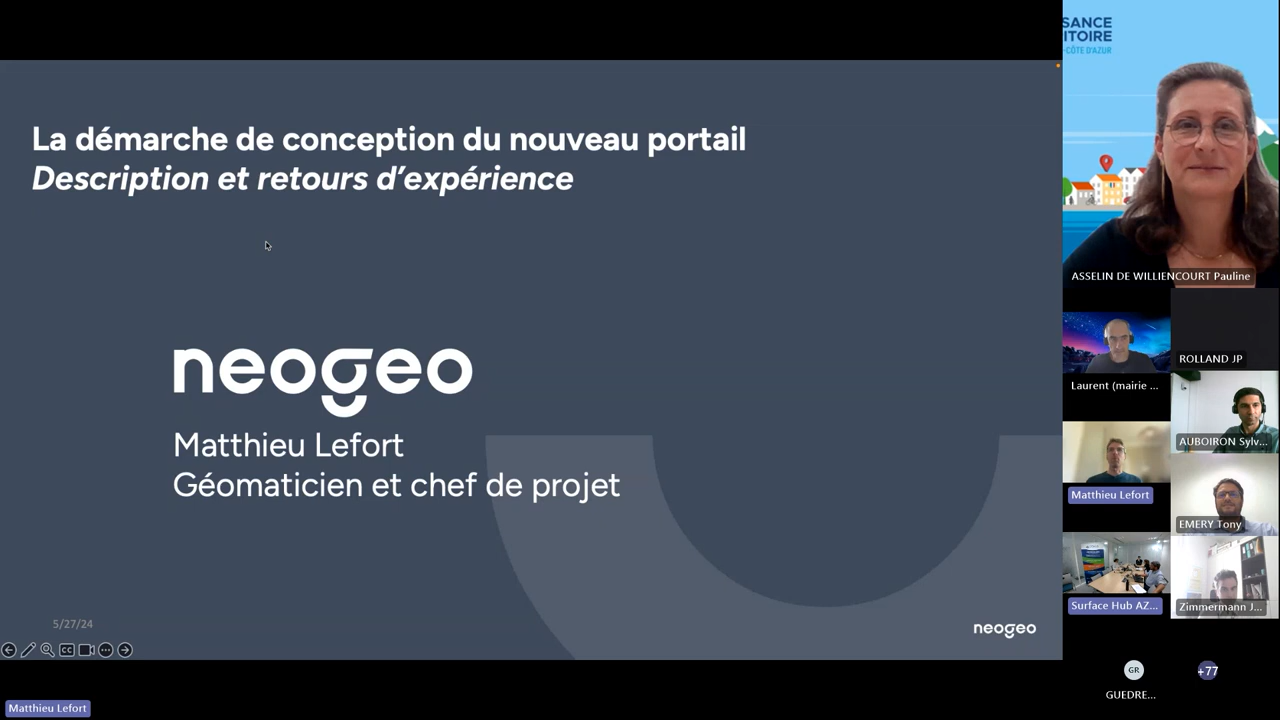 La démarche de conception du nouveau portail
Description et retours d’expérience
neogeo
Matthieu Lefort
Géomaticien et chef de projet
5/27/24
neogeo
CC
Matthieu Lefort
SANCE
ITOIRE
-CÔTE D'AZUR
ASSELIN DE WILLIENCOURT Pauline
Laurent (mairie ...
ROLLAND JP
AUBOIRON Sylv...
Matthieu Lefort
EMERY Tony
Surface Hub AZ...
Zimmermann J...
GR
GUEDRE...
+77